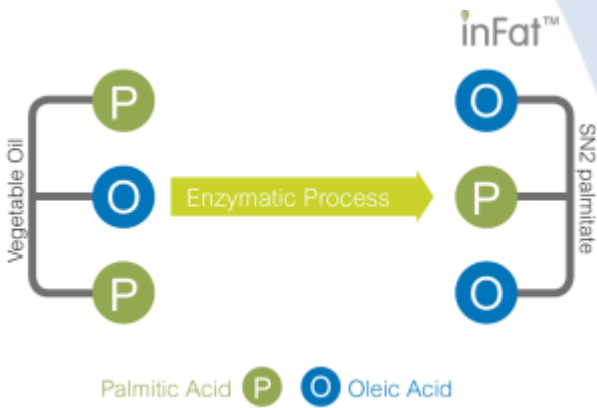 inFat™
P
O
O
Enzymatic Process
P
P
O
Vegetable Oil
SN2 palmitate
Palmitic Acid P O Oleic Acid